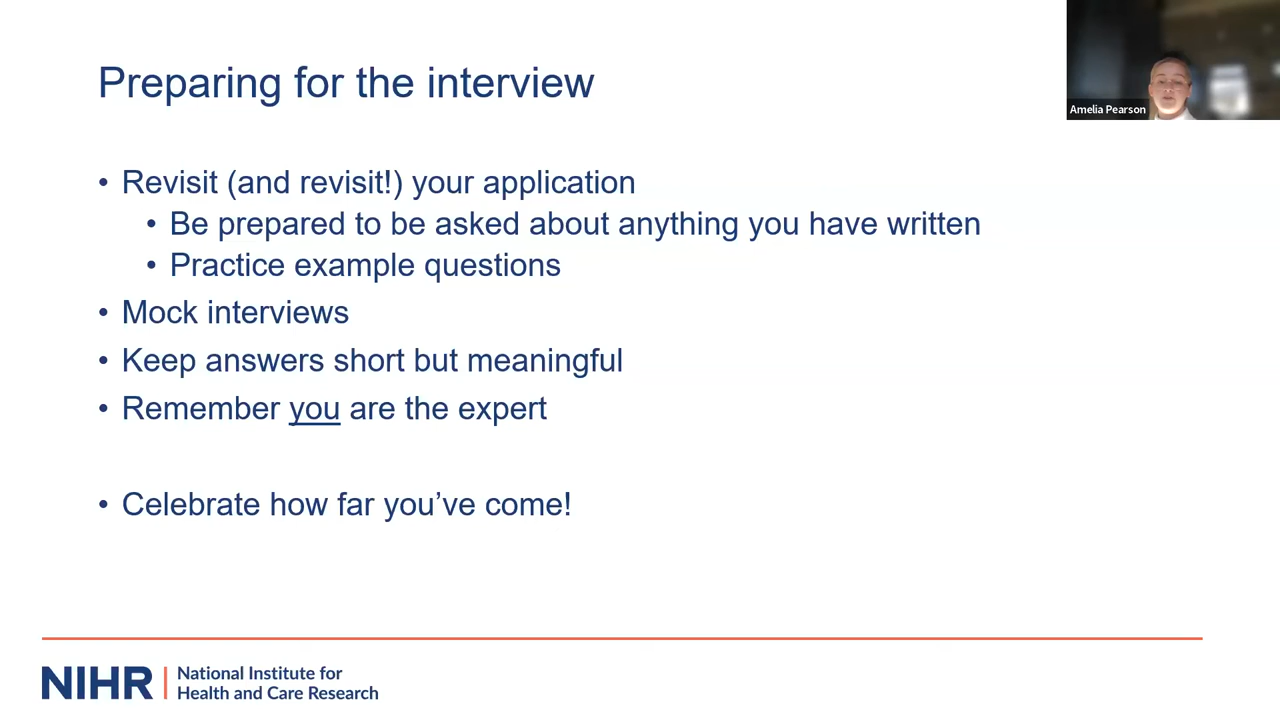 Preparing for the interview
Amelia Pearson
• Revisit (and revisit!) your application
• Be prepared to be asked about anything you have written
• Practice example questions
• Mock interviews
• Keep answers short but meaningful
• Remember you are the expert
• Celebrate how far you’ve come!
NIHR | National Institute for
Health and Care Research